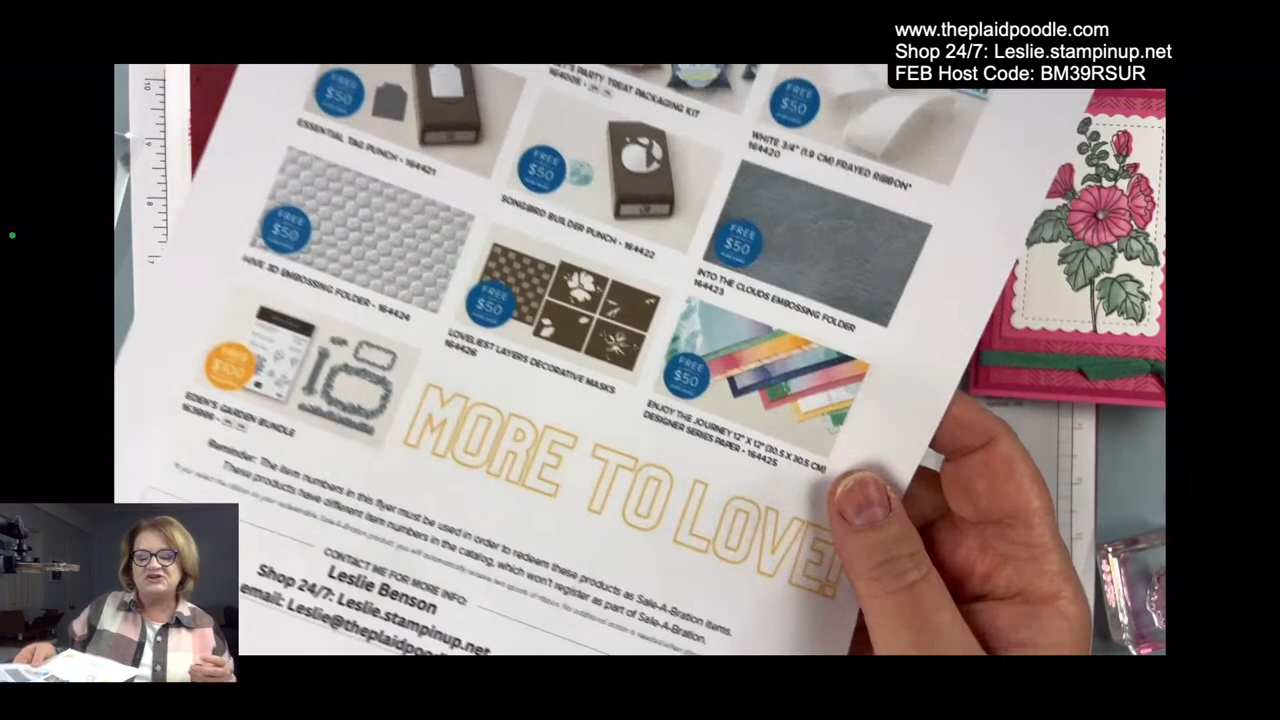 www.theplaidpoodle.com
Shop 24/7: Leslie.stampinup.net
FEB Host Code: BM39RSUR
PARTY TREAT PACKAGING KIT
FREE
$50
ESSENTIAL TAG PUNCH • 164421
FREE
$50
SONGBIRD BUILDER PUNCH • 164422
FREE
$50
WHITE 3/4" (1.9 CM) FRAYED RIBBON*
164420
FREE
$50
HIVE 3D EMBOSSING FOLDER • 164424
FREE
$50
LOVELIEST LAYERS DECORATIVE MASKS
164426
FREE
$50
INTO THE CLOUDS EMBOSSING FOLDER
164423
FREE
$100
EDEN'S GARDEN BUNDLE
FREE
$50
ENJOY THE JOURNEY 12" X 12" (30.5 X 30.5 CM)
DESIGNER SERIES PAPER • 164425
MORE TO LOVE!
Reminder: The item numbers in this flyer must be used in order to redeem these products as Sale-A-Bration items.
These products have different item numbers in the catalog, which won't register as part of Sale-A-Bration.
CONTACT ME FOR MORE INFO:
Leslie Benson
Shop 24/7: Leslie.stampinup.net
email: Leslie@theplaidpoodle